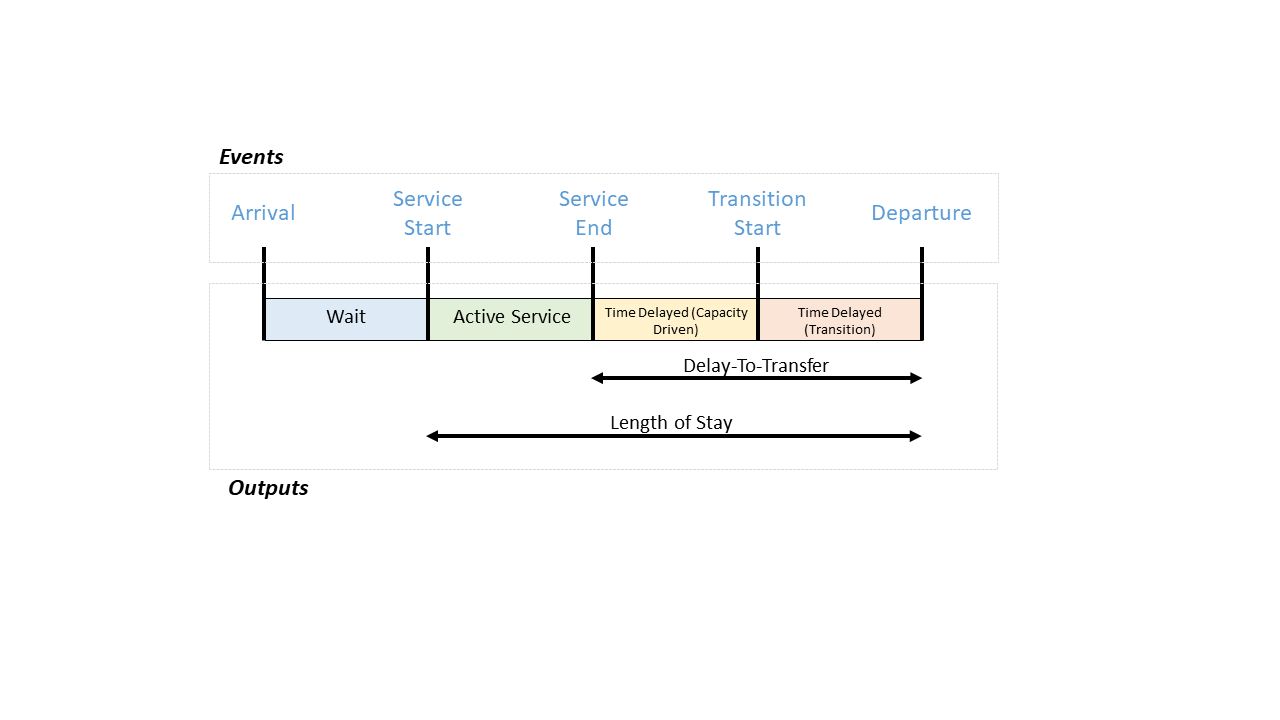 Events
Arrival
Service
Start
Service
End
Transition
Start
Departure
Wait
Active Service
Time Delayed (Capacity
Driven)
Time Delayed
(Transition)
Delay-To-Transfer
Length of Stay
Outputs